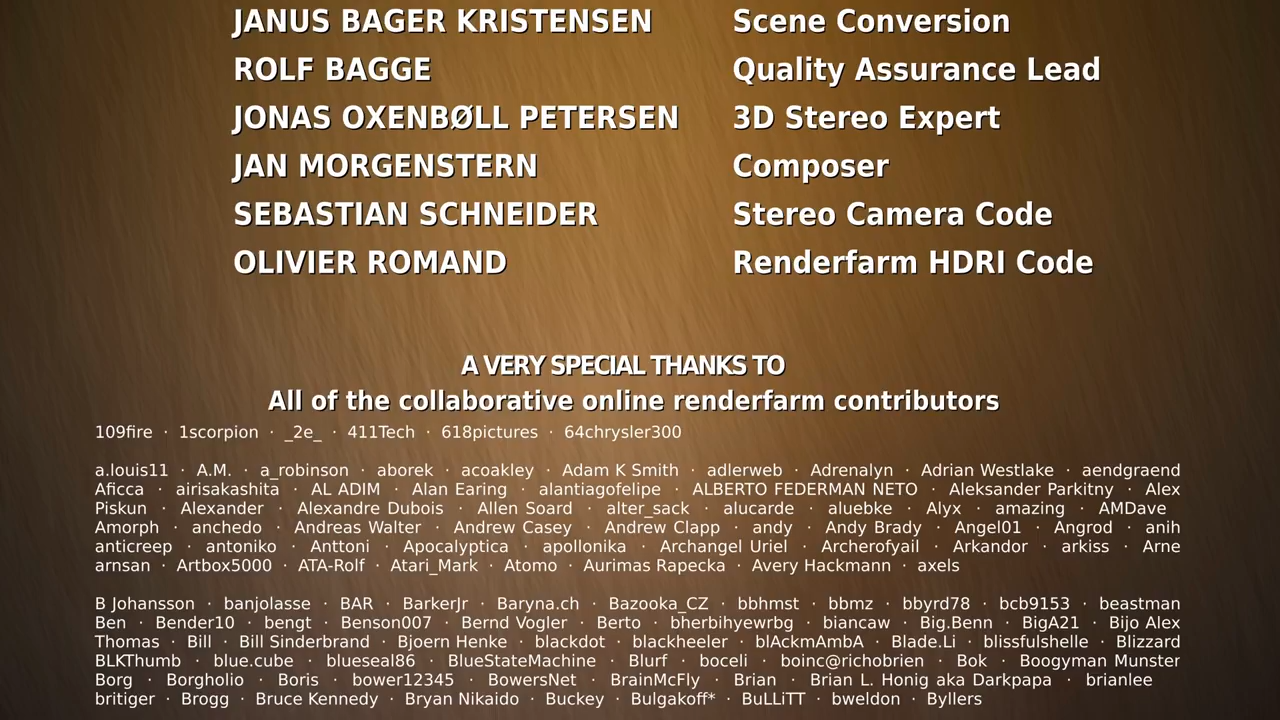 JANUS BAGER KRISTENSEN Scene Conversion
ROLF BAGGE Quality Assurance Lead
JONAS OXENBØLL PETERSEN 3D Stereo Expert
JAN MORGENSTERN Composer
SEBASTIAN SCHNEIDER Stereo Camera Code
OLIVIER ROMAND Renderfarm HDRI Code
A VERY SPECIAL THANKS TO
All of the collaborative online renderfarm contributors
109fire · 1scorpion · _2e_ · 411Tech · 618pictures · 64chrysler300
a.louis11 · A.M. · a_robinson · aborek · acoakley · Adam K Smith · adlerweb · Adrenalyn · Adrian Westlake · aendgraend
Aficca · airisakashita · AL ADIM · Alan Earing · alantiagofelipe · ALBERTO FEDERMAN NETO · Aleksander Parkitny · Alex
Piskun · Alexander · Alexandre Dubois · Allen Soard · alter_sack · alucarde · aluebke · Alyx · amazing · AMDave
Amorph · anchedo · Andreas Walter · Andrew Casey · Andrew Clapp · andy · Andy Brady · Angel01 · Angrod · anih
anticreep · antoniko · Anttoni · Apocalyptica · apollonika · Archangel Uriel · Archerofyail · Arkandor · arkiss · Arne
arnsan · Artbox5000 · ATA-Rolf · Atari_Mark · Atomo · Aurimas Rapecka · Avery Hackmann · axels
B Johansson · banjolasse · BAR · BarkerJr · Baryna.ch · Bazooka_CZ · bbhmst · bbmz · bbyrd78 · bcb9153 · beastman
Ben · Bender10 · bengt · Benson007 · Bernd Vogler · Berto · bherbihyewrbg · biancaw · Big.Benn · BigA21 · Bijo Alex
Thomas · Bill · Bill Sinderbrand · Bjoern Henke · blackdot · blackheeler · blAckmAmbA · Blade.Li · blissfulshelle · Blizzard
BLKThumb · blue.cube · blueseal86 · BlueStateMachine · Blurf · boceli · boinc@richobrien · Bok · Boogyman Munster
Borg · Borgholio · Boris · bower12345 · BowersNet · BrainMcFly · Brian · Brian L. Honig aka Darkpapa · brianlee
britiger · Brogg · Bruce Kennedy · Bryan Nikaido · Buckey · Bulgakoff* · BuLLiTT · bweldon · Byllers